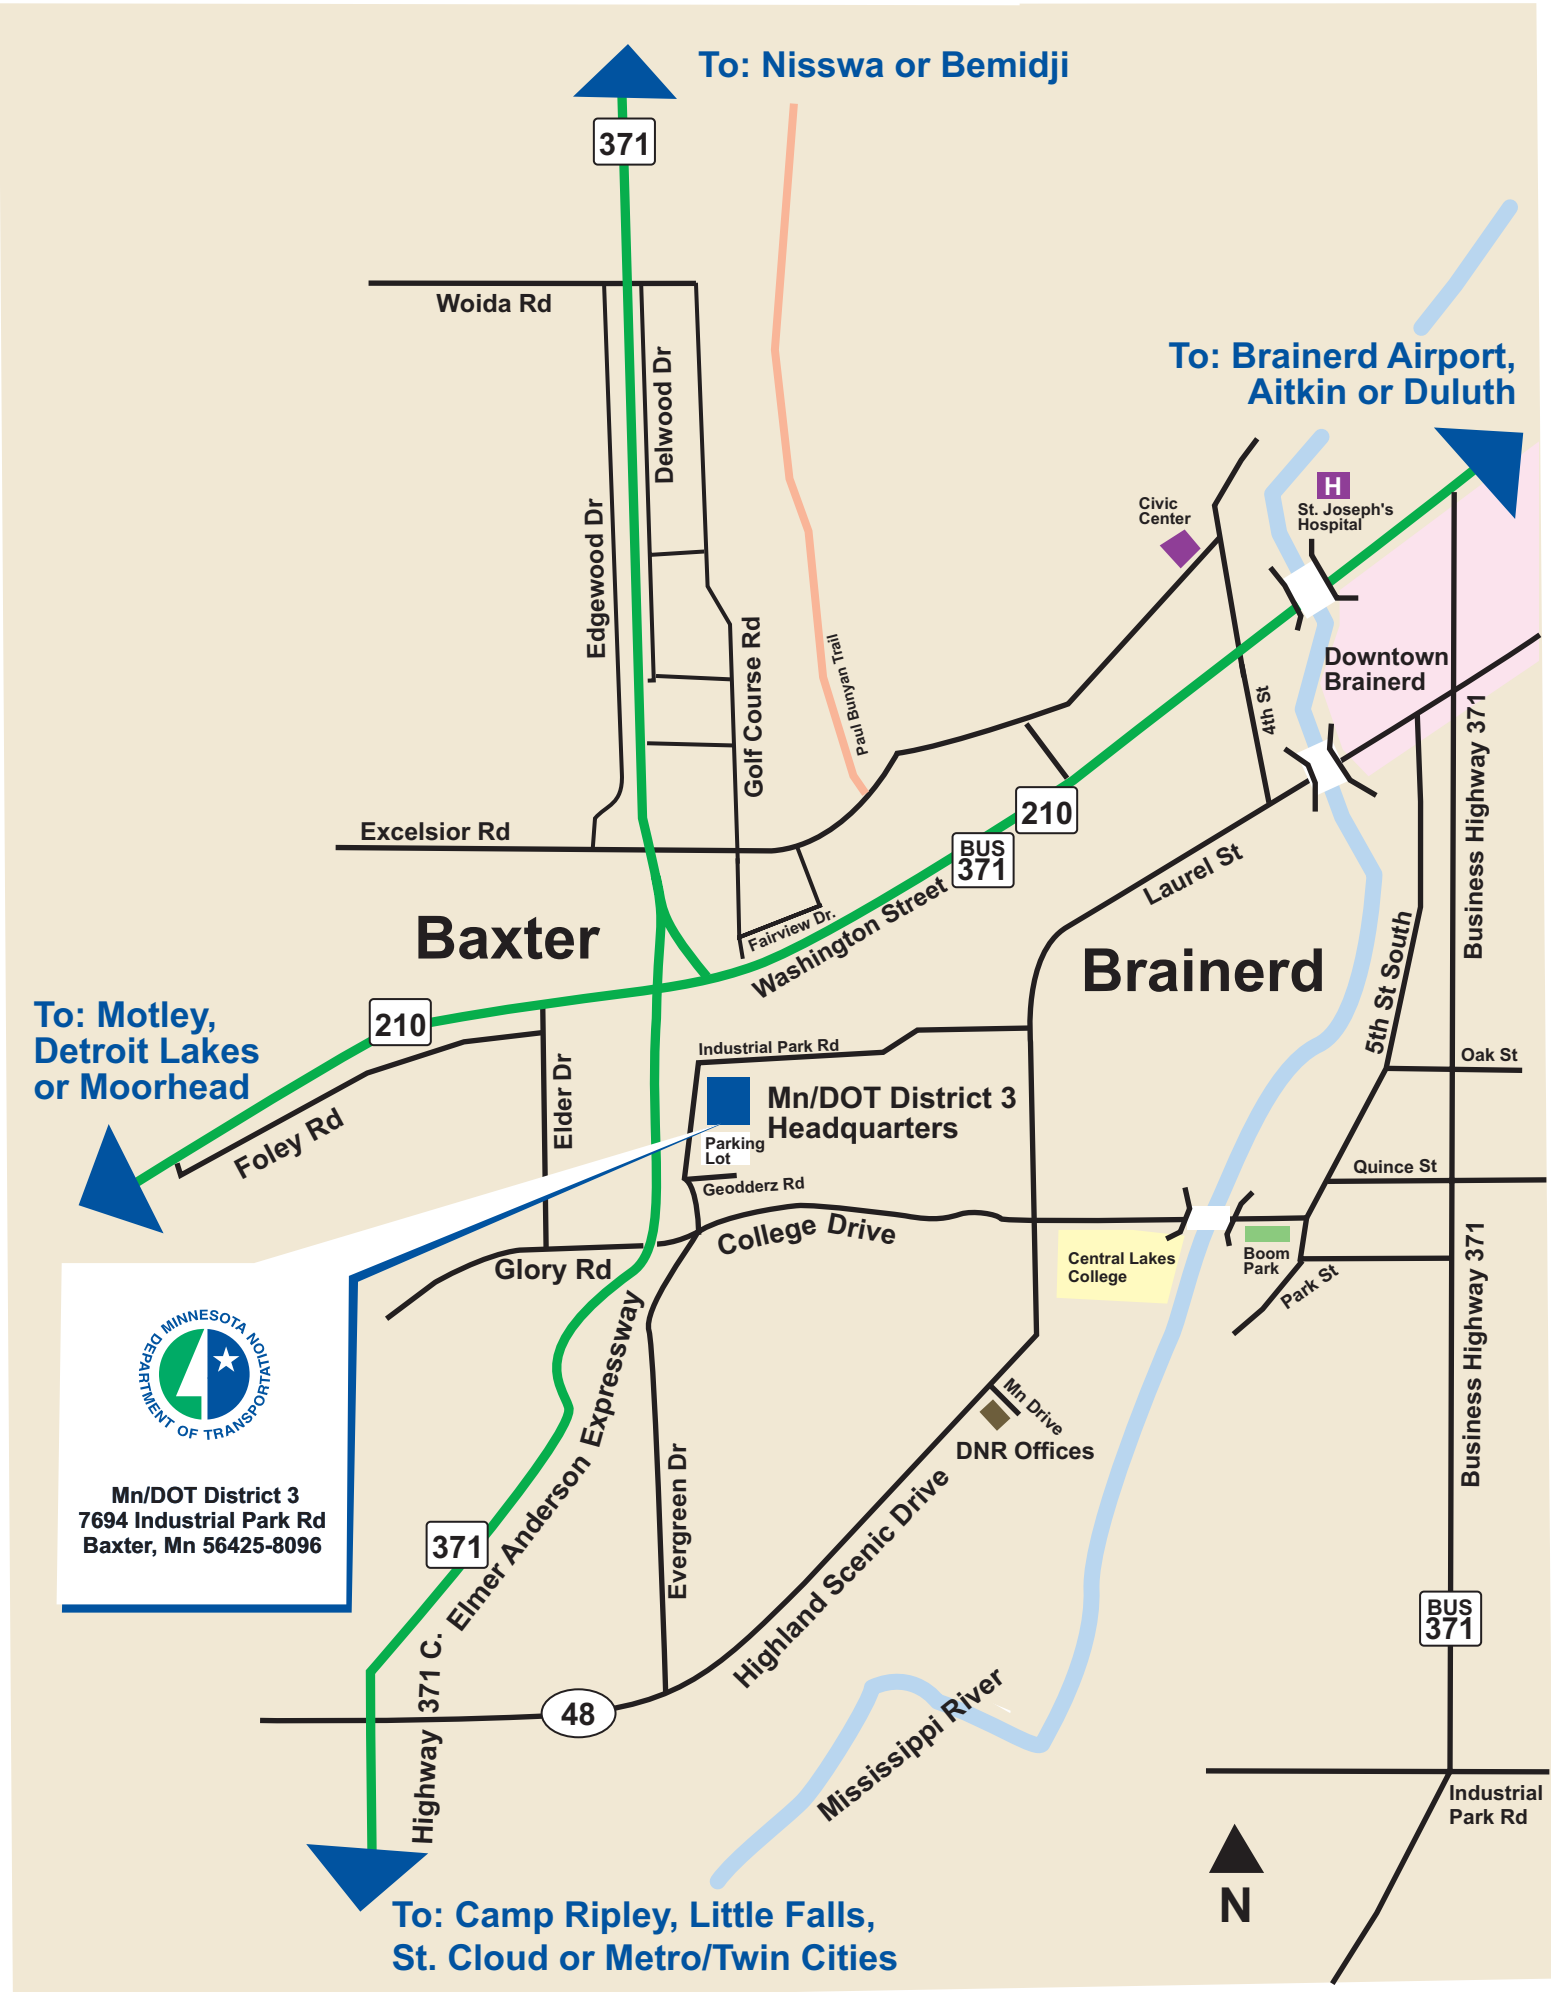 To: Nisswa or Bemidji
371
Woida Rd
Delwood Dr
Edgewood Dr
Golf Course Rd
Paul Bunyan Trail
To: Brainerd Airport,
Aitkin or Duluth
Civic
Center
H
St. Joseph's
Hospital
Downtown
Brainerd
4th St
Business Highway 371
Excelsior Rd
210
BUS
371
Laurel St
Fairview Dr.
Washington Street
Baxter
Brainerd
5th St South
To: Motley,
Detroit Lakes
or Moorhead
210
Foley Rd
Elder Dr
Industrial Park Rd
Mn/DOT District 3
Headquarters
Parking
Lot
Geodderz Rd
College Drive
Glory Rd
Oak St
Quince St
Central Lakes
College
Boom
Park
Park St
Business Highway 371
MINNESOTA
DEPARTMENT OF TRANSPORTATION
Mn/DOT District 3
7694 Industrial Park Rd
Baxter, Mn 56425-8096
371
Highway 371 C. Elmer Anderson Expressway
Evergreen Dr
Mn Drive
DNR Offices
Highland Scenic Drive
48
Mississippi River
BUS
371
Industrial
Park Rd
N
To: Camp Ripley, Little Falls,
St. Cloud or Metro/Twin Cities